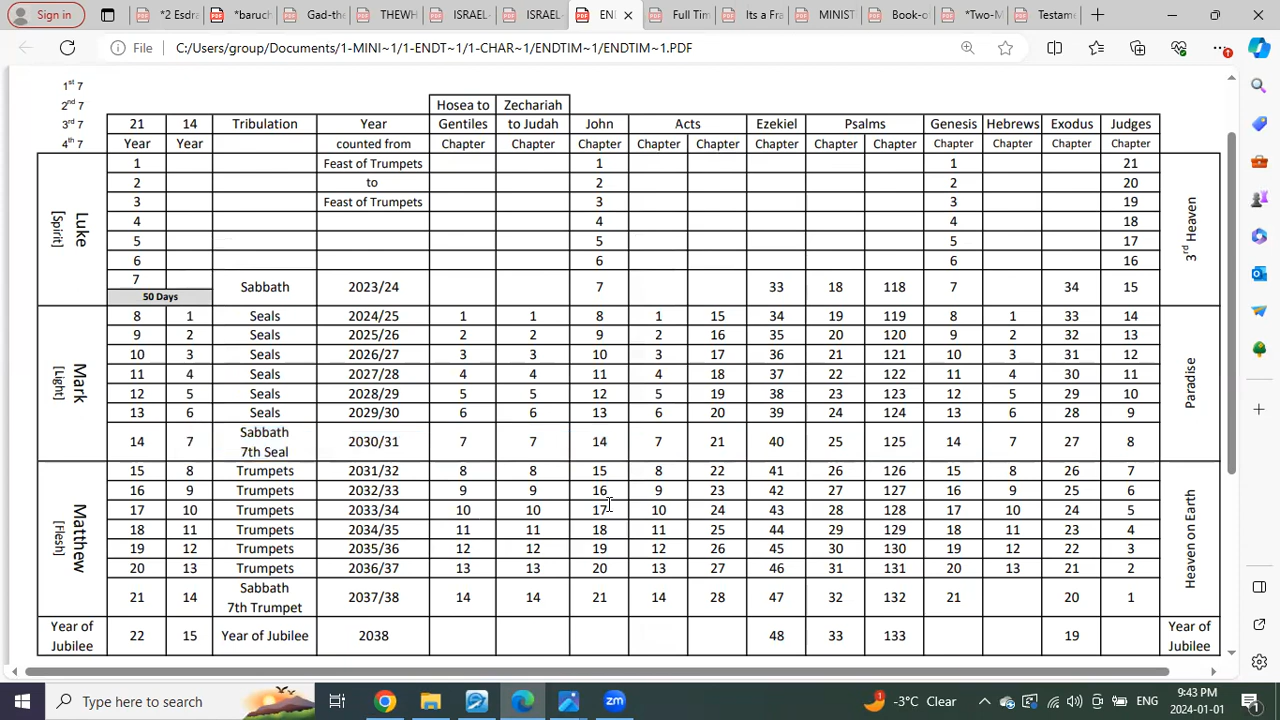 *2 Esdra
*baruch
Gad-the
THEWH
ISRAEL-
ISRAEL-
EN
Full Tim
Its a Fra
MINIST
Book-of
*Two-M
Testame
Sign in
File
C:/Users/group/Documents/1-MINI~1/1-ENDT~1/1-CHAR~1/ENDTIM~1/ENDTIM~1.PDF
1st 7
2nd 7 Hosea to Zechariah
3rd 7 21 14 Tribulation Year Gentiles to Judah John Acts Ezekiel Psalms Genesis Hebrews Exodus Judges
4th 7 Year Year counted from Chapter Chapter Chapter Chapter Chapter Chapter Chapter Chapter Chapter Chapter Chapter Chapter
1 Feast of Trumpets 1 1 21
2 to 2 2 20
3 Feast of Trumpets 3 3 19
Luke [Spirit] 4 4 4 18 3rd Heaven
5 5 5 17
6 6 6 16
7 Sabbath 2023/24 7 33 18 118 7 34 15
50 Days
8 1 Seals 2024/25 1 1 8 1 15 34 19 119 8 1 33 14
9 2 Seals 2025/26 2 2 9 2 16 35 20 120 9 2 32 13
10 3 Seals 2026/27 3 3 10 3 17 36 21 121 10 3 31 12
Mark [Light] 11 4 Seals 2027/28 4 4 11 4 18 37 22 122 11 4 30 11 Paradise
12 5 Seals 2028/29 5 5 12 5 19 38 23 123 12 5 29 10
13 6 Seals 2029/30 6 6 13 6 20 39 24 124 13 6 28 9
14 7 Sabbath 7th Seal 2030/31 7 7 14 7 21 40 25 125 14 7 27 8
15 8 Trumpets 2031/32 8 8 15 8 22 41 26 126 15 8 26 7
16 9 Trumpets 2032/33 9 9 16 9 23 42 27 127 16 9 25 6
17 10 Trumpets 2033/34 10 10 17 10 24 43 28 128 17 10 24 5
Matthew [Flesh] 18 11 Trumpets 2034/35 11 11 18 11 25 44 29 129 18 11 23 4 Heaven on Earth
19 12 Trumpets 2035/36 12 12 19 12 26 45 30 130 19 12 22 3
20 13 Trumpets 2036/37 13 13 20 13 27 46 31 131 20 13 21 2
21 14 Sabbath 7th Trumpet 2037/38 14 14 21 14 28 47 32 132 21 20 1
Year of Jubilee 22 15 Year of Jubilee 2038 48 33 133 19 Year of Jubilee
Type here to search
zm
1
-3°C Clear
ENG
9:43 PM
2024-01-01
1